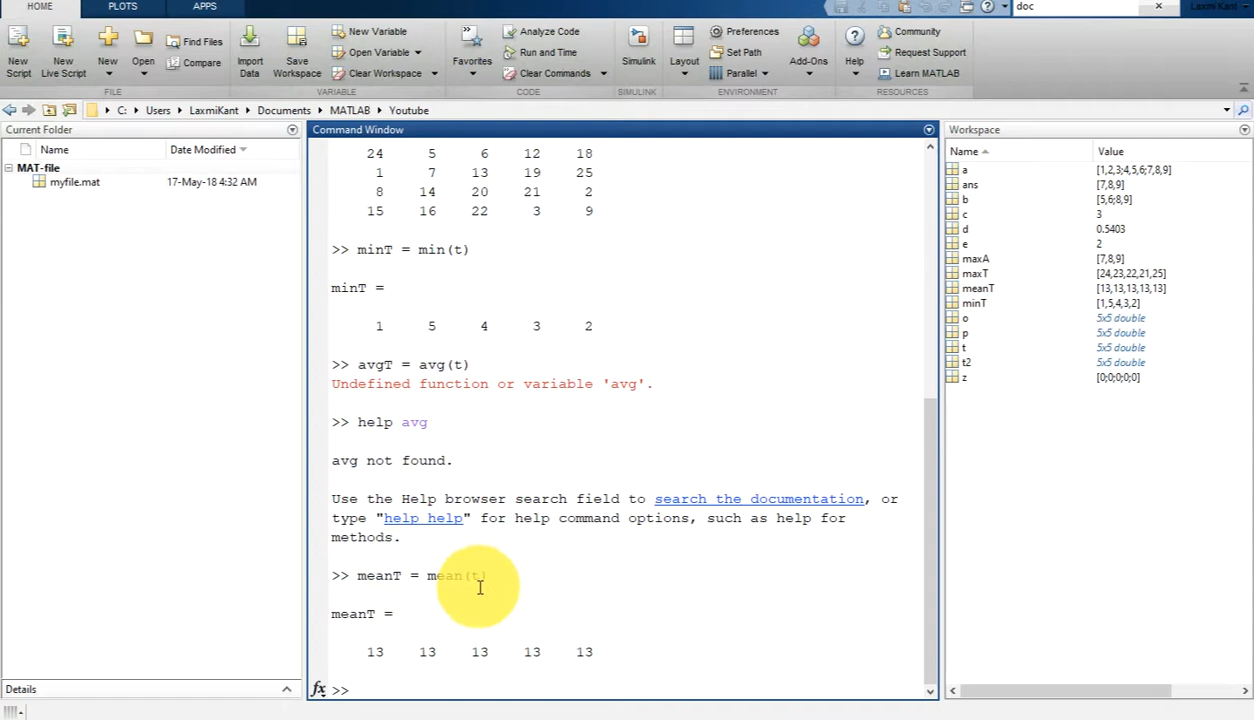 HOME PLOTS APPS doc Laxmi Kant
New Script New Live Script New Open Find Files Compare Import Data Save Workspace New Variable Open Variable Clear Workspace Favorites Analyze Code Run and Time Clear Commands Simulink Layout Preferences Set Path Parallel Add-Ons Help Community Request Support Learn MATLAB
FILE VARIABLE CODE SIMULINK ENVIRONMENT RESOURCES
C: Users LaxmiKant Documents MATLAB Youtube
Current Folder
Name Date Modified
MAT-file
myfile.mat 17-May-18 4:32 AM
Details
Command Window
24 5 6 12 18
1 7 13 19 25
8 14 20 21 2
15 16 22 3 9
>> minT = min(t)
minT =
1 5 4 3 2
>> avgT = avg(t)
Undefined function or variable 'avg'.
>> help avg
avg not found.
Use the Help browser search field to search the documentation, or
type "help help" for help command options, such as help for
methods.
>> meanT = mean(t)
meanT =
13 13 13 13 13
fx >>
Workspace
Name Value
a [1,2,3;4,5,6;7,8,9]
ans [7,8,9]
b [5,6;8,9]
c 3
d 0.5403
e 2
maxA [7,8,9]
maxT [24,23,22,21,25]
meanT [13,13,13,13,13]
minT [1,5,4,3,2]
o 5x5 double
p 5x5 double
t 5x5 double
t2 5x5 double
z [0;0;0;0;0]